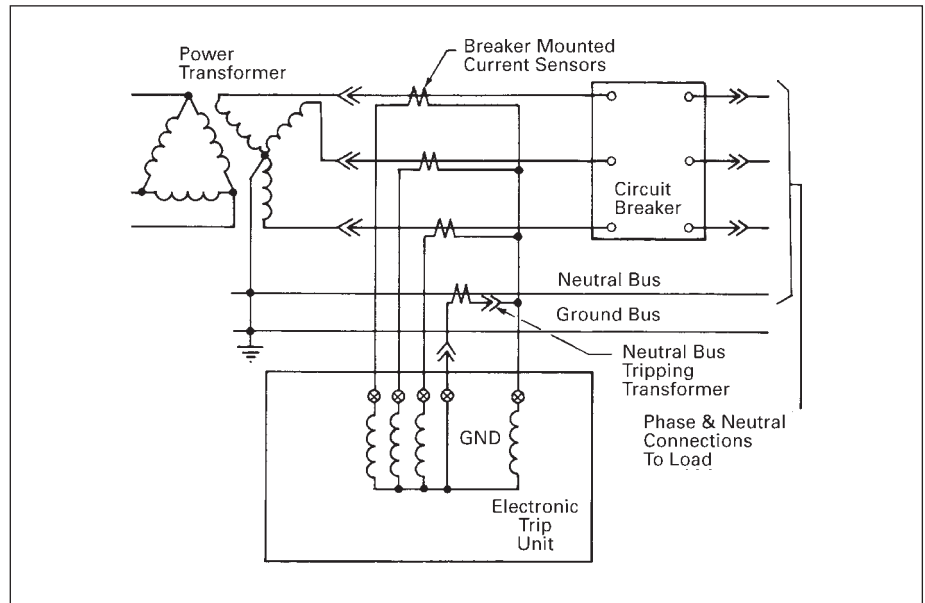 Power
Transformer
Breaker Mounted
Current Sensors
Circuit
Breaker
Neutral Bus
Ground Bus
Neutral Bus
Tripping
Transformer
Phase & Neutral
Connections
To Load
GND
Electronic
Trip
Unit